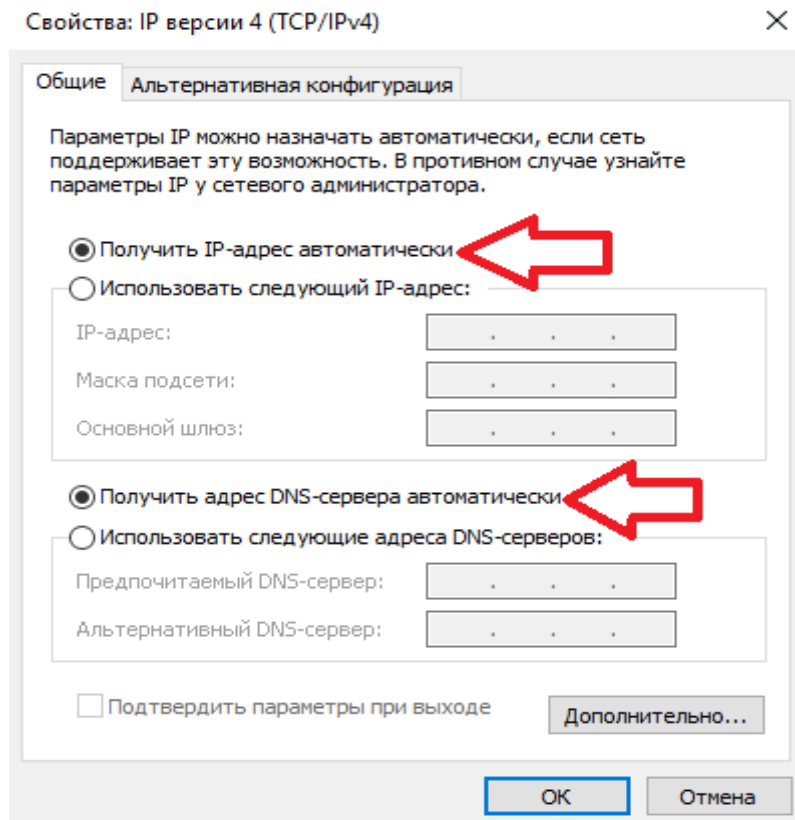 Свойства: IP версии 4 (TCP/IPv4)
Общие
Альтернативная конфигурация
Параметры IP можно назначать автоматически, если сеть
поддерживает эту возможность. В противном случае узнайте
параметры IP у сетевого администратора.
Получить IP-адрес автоматически
Использовать следующий IP-адрес:
IP-адрес:
Маска подсети:
Основной шлюз:
Получить адрес DNS-сервера автоматически
Использовать следующие адреса DNS-серверов:
Предпочитаемый DNS-сервер:
Альтернативный DNS-сервер:
Подтвердить параметры при выходе
Дополнительно...
ОК
Отмена